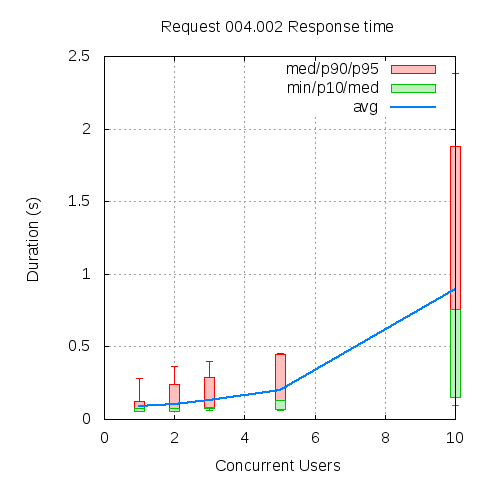 Request 004.002 Response time
med/p90/p95
min/p10/med
avg
2.5
2
1.5
1
0.5
0
Duration (s)
0 2 4 6 8 10
Concurrent Users